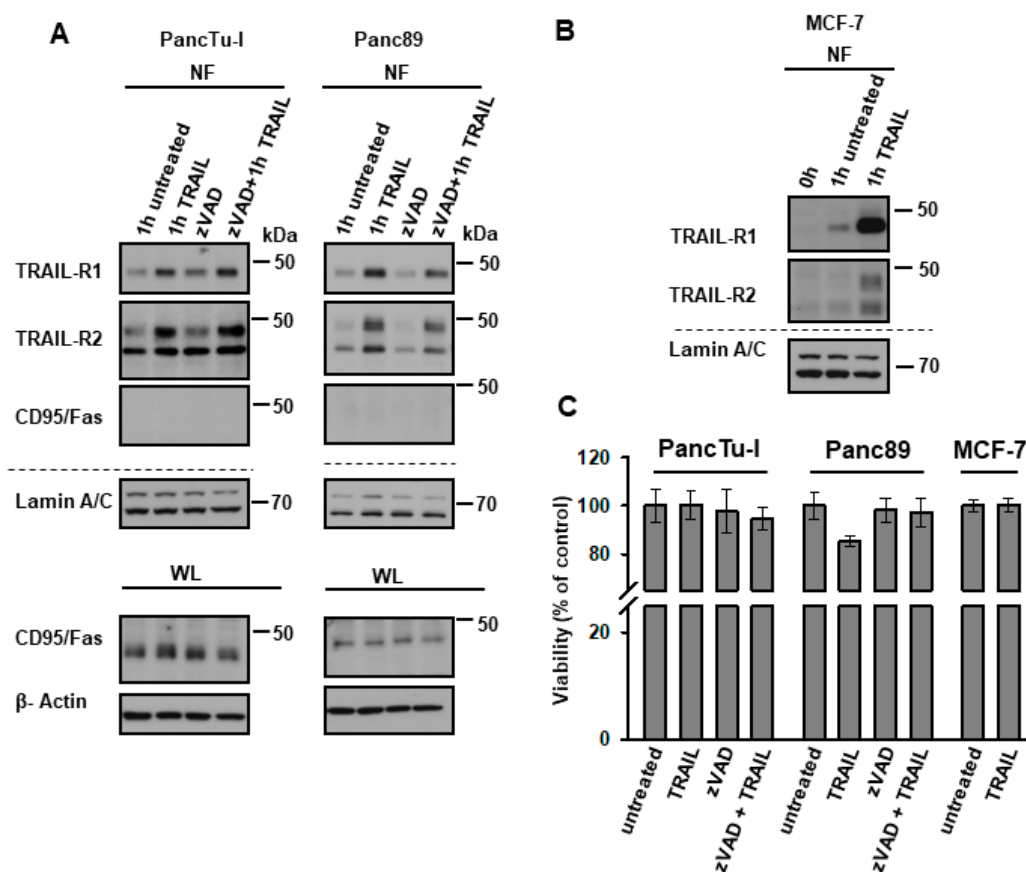 A
PancTu-I
Panc89
NF
NF
1h untreated
1h TRAIL
zVAD
zVAD+1h TRAIL
1h untreated
1h TRAIL
zVAD
zVAD+1h TRAIL
kDa
kDa
TRAIL-R1
50
50
TRAIL-R2
50
50
CD95/Fas
50
50
Lamin A/C
70
70
WL
WL
CD95/Fas
50
50
β- Actin
B
MCF-7
NF
0h
1h untreated
1h TRAIL
TRAIL-R1
50
TRAIL-R2
50
Lamin A/C
70
C
PancTu-I
Panc89
MCF-7
Viability (% of control)
120
100
80
20
0
untreated
TRAIL
zVAD
zVAD + TRAIL
untreated
TRAIL
zVAD
zVAD + TRAIL
untreated
TRAIL